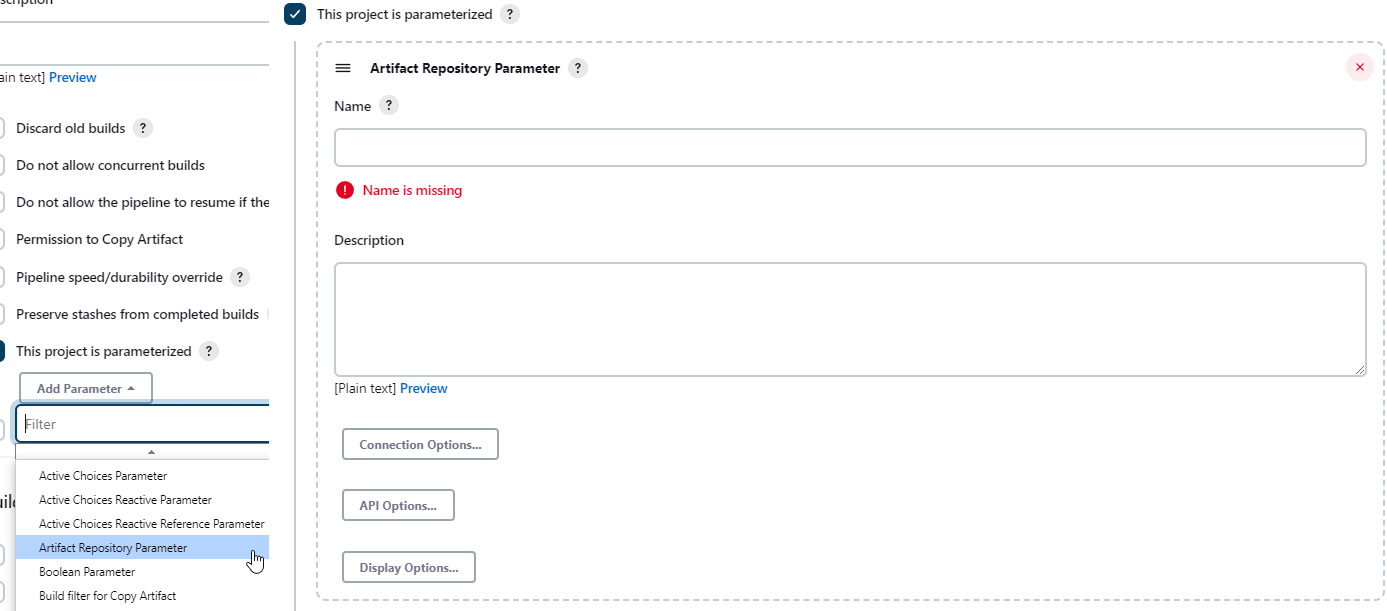 This project is parameterized ?
Artifact Repository Parameter ?
Name ?
Name is missing
Description
[Plain text] Preview
Connection Options...
API Options...
Display Options...
Preview
Discard old builds ?
Do not allow concurrent builds
Do not allow the pipeline to resume if the
Permission to Copy Artifact
Pipeline speed/durability override ?
Preserve stashes from completed builds
This project is parameterized ?
Add Parameter
Filter
Active Choices Parameter
Active Choices Reactive Parameter
Active Choices Reactive Reference Parameter
Artifact Repository Parameter
Boolean Parameter
Build filter for Copy Artifact